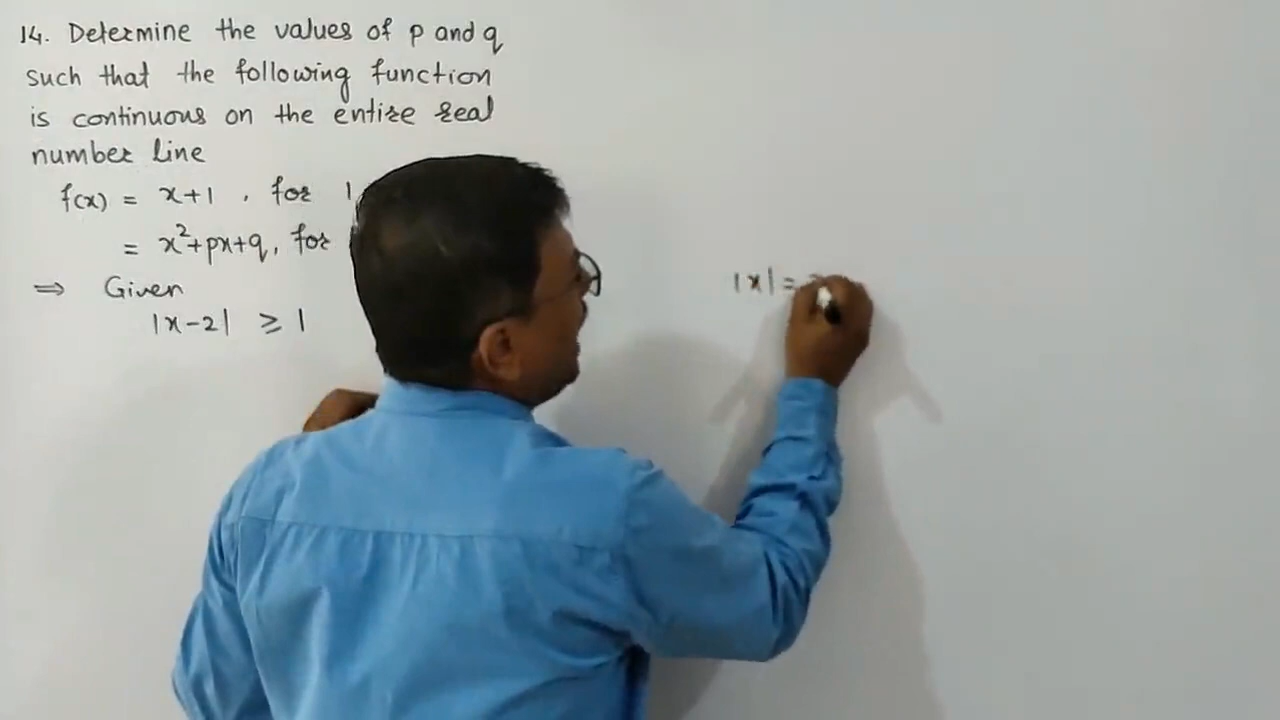 14. Determine the values of p and q
such that the following function
is continuous on the entire real
number line
f(x) = x+1 , for 1
= x²+px+q, for
⇒ Given
|x-2| ≥ 1
|x| =